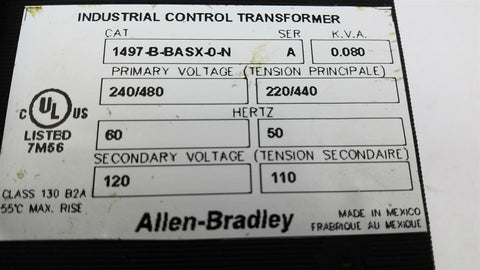 INDUSTRIAL CONTROL TRANSFORMER
CAT SER K.V.A.
1497-B-BASX-0-N A 0.080
PRIMARY VOLTAGE (TENSION PRINCIPALE)
240/480 220/440
HERTZ
C UL US
LISTED
7M56
60 50
SECONDARY VOLTAGE (TENSION SECONDAIRE)
120 110
CLASS 130 B2A
55°C MAX. RISE
Allen-Bradley
MADE IN MEXICO
FRABRIQUE AU MEXIQUE